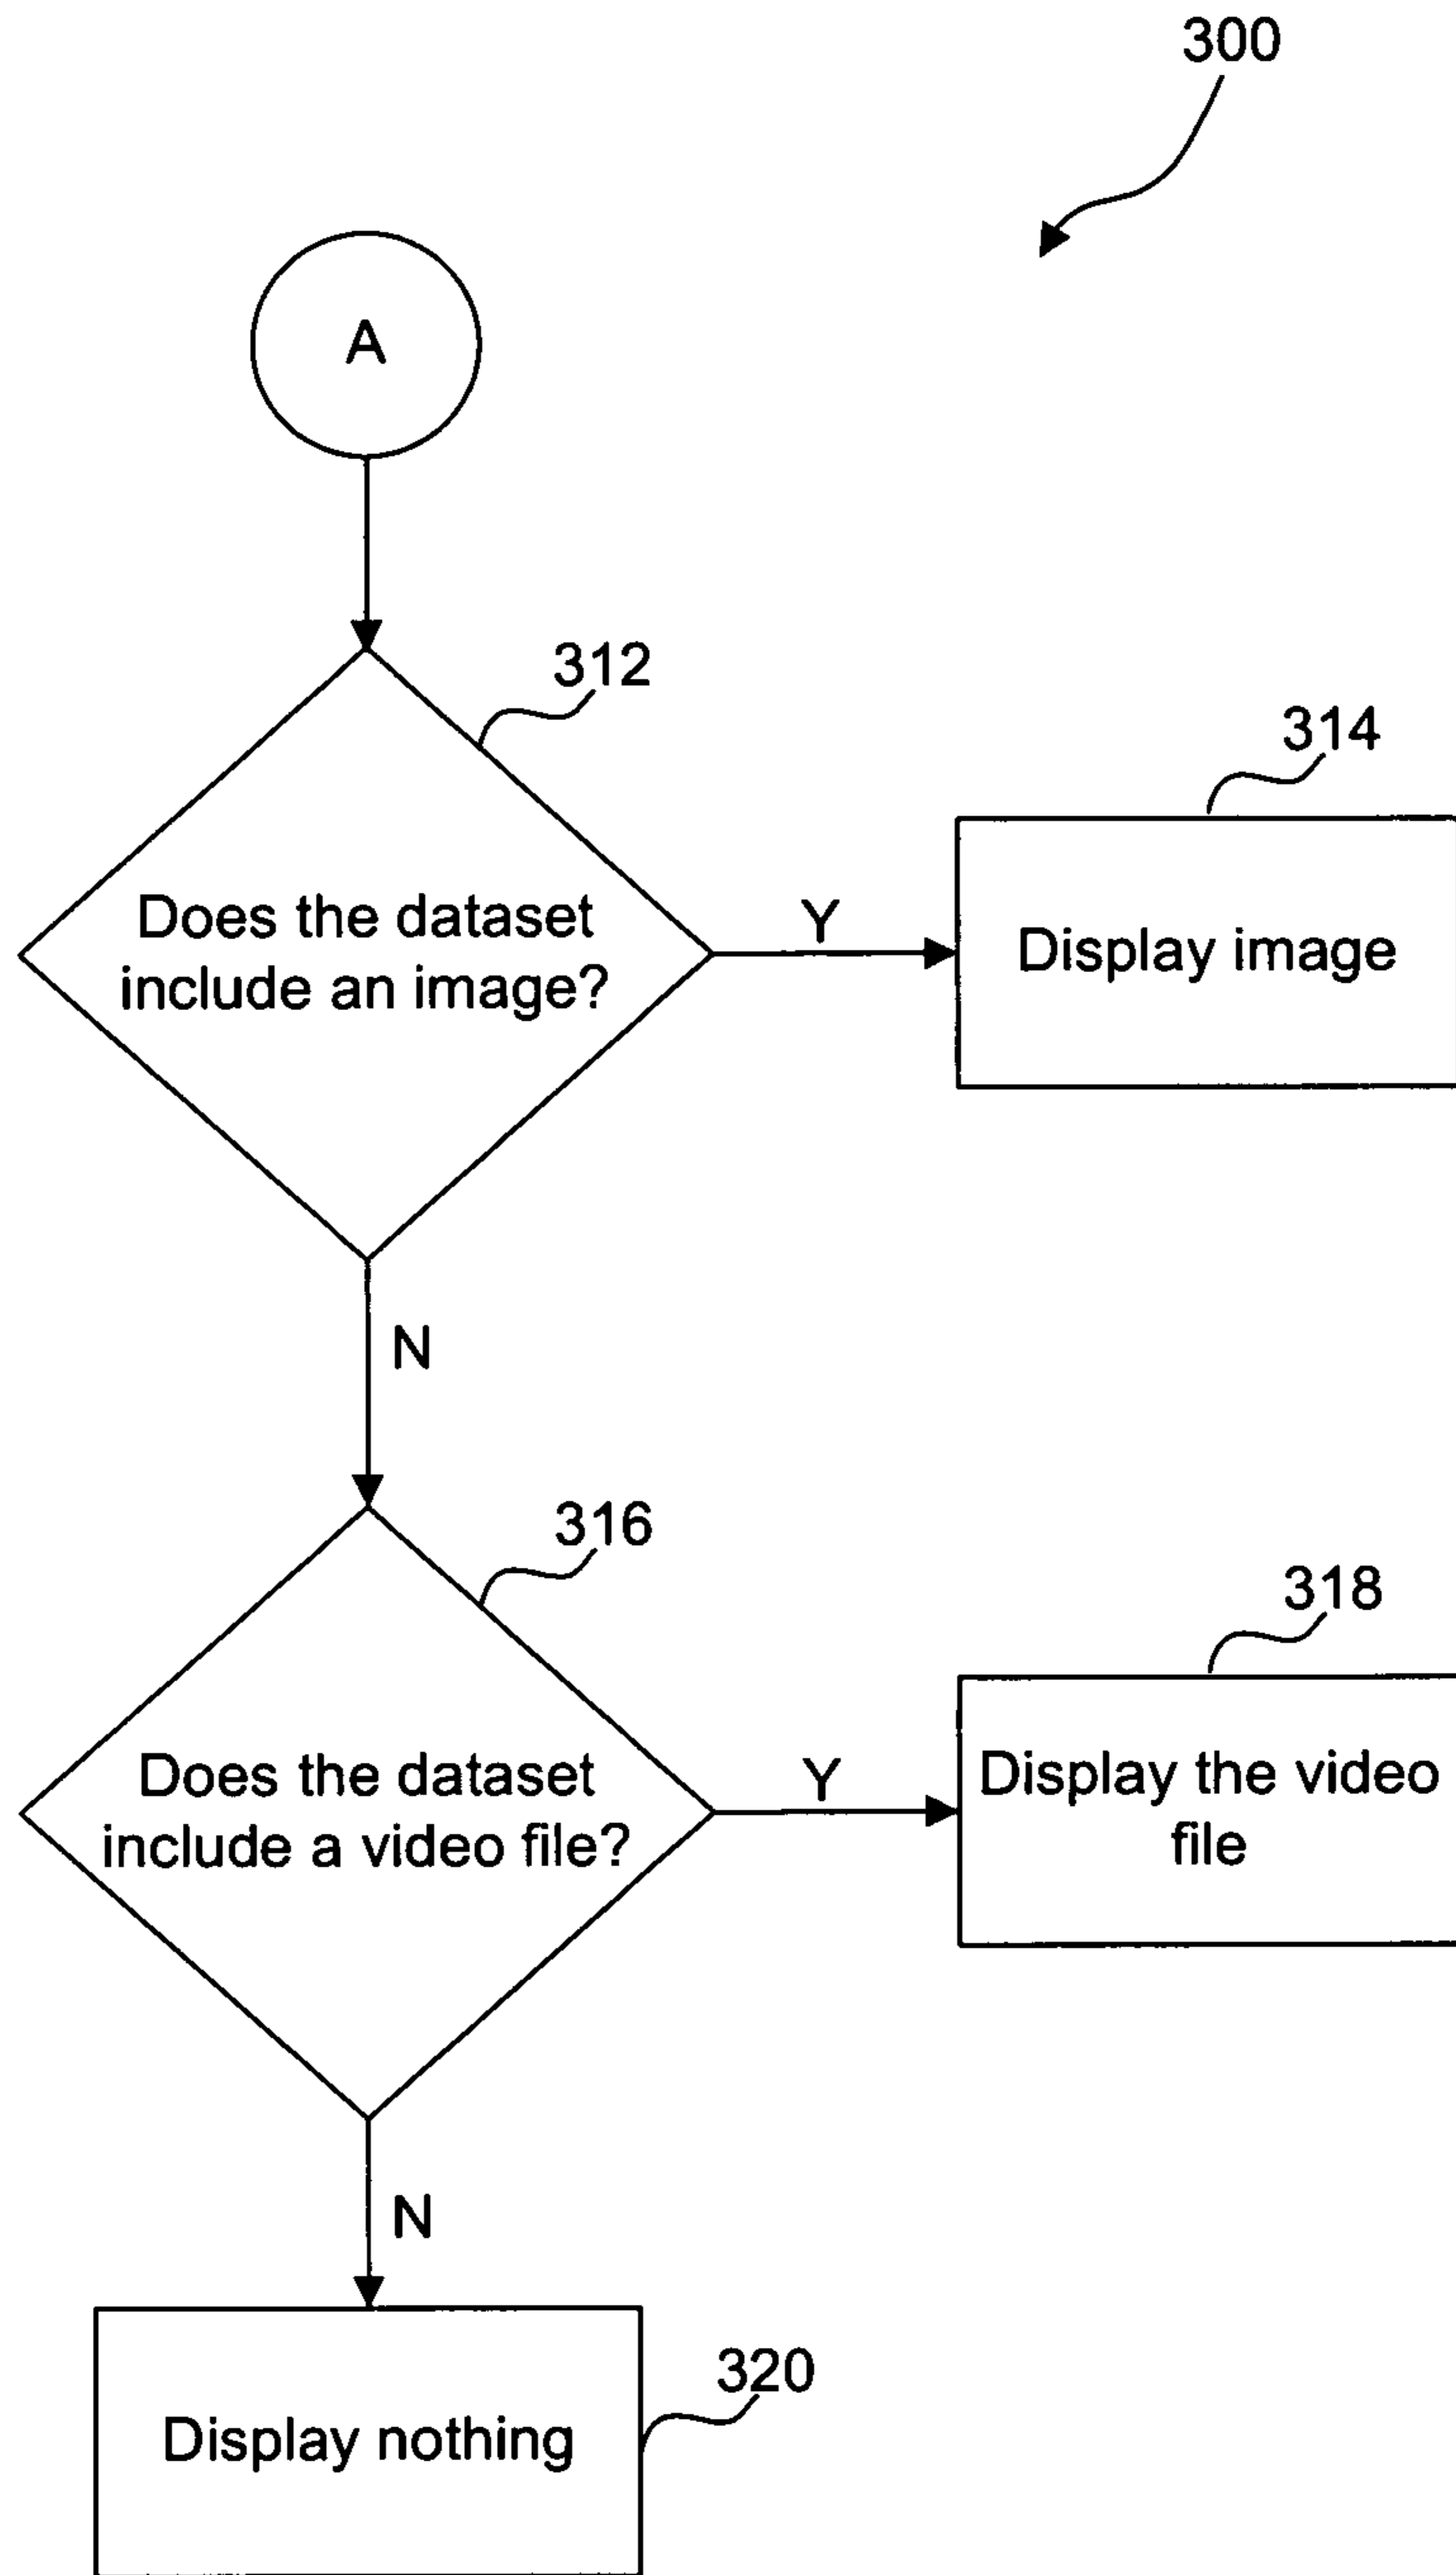 300
A
312
314
Does the dataset
include an image?
Y
Display image
N
316
318
Does the dataset
include a video file?
Y
Display the video
file
N
320
Display nothing